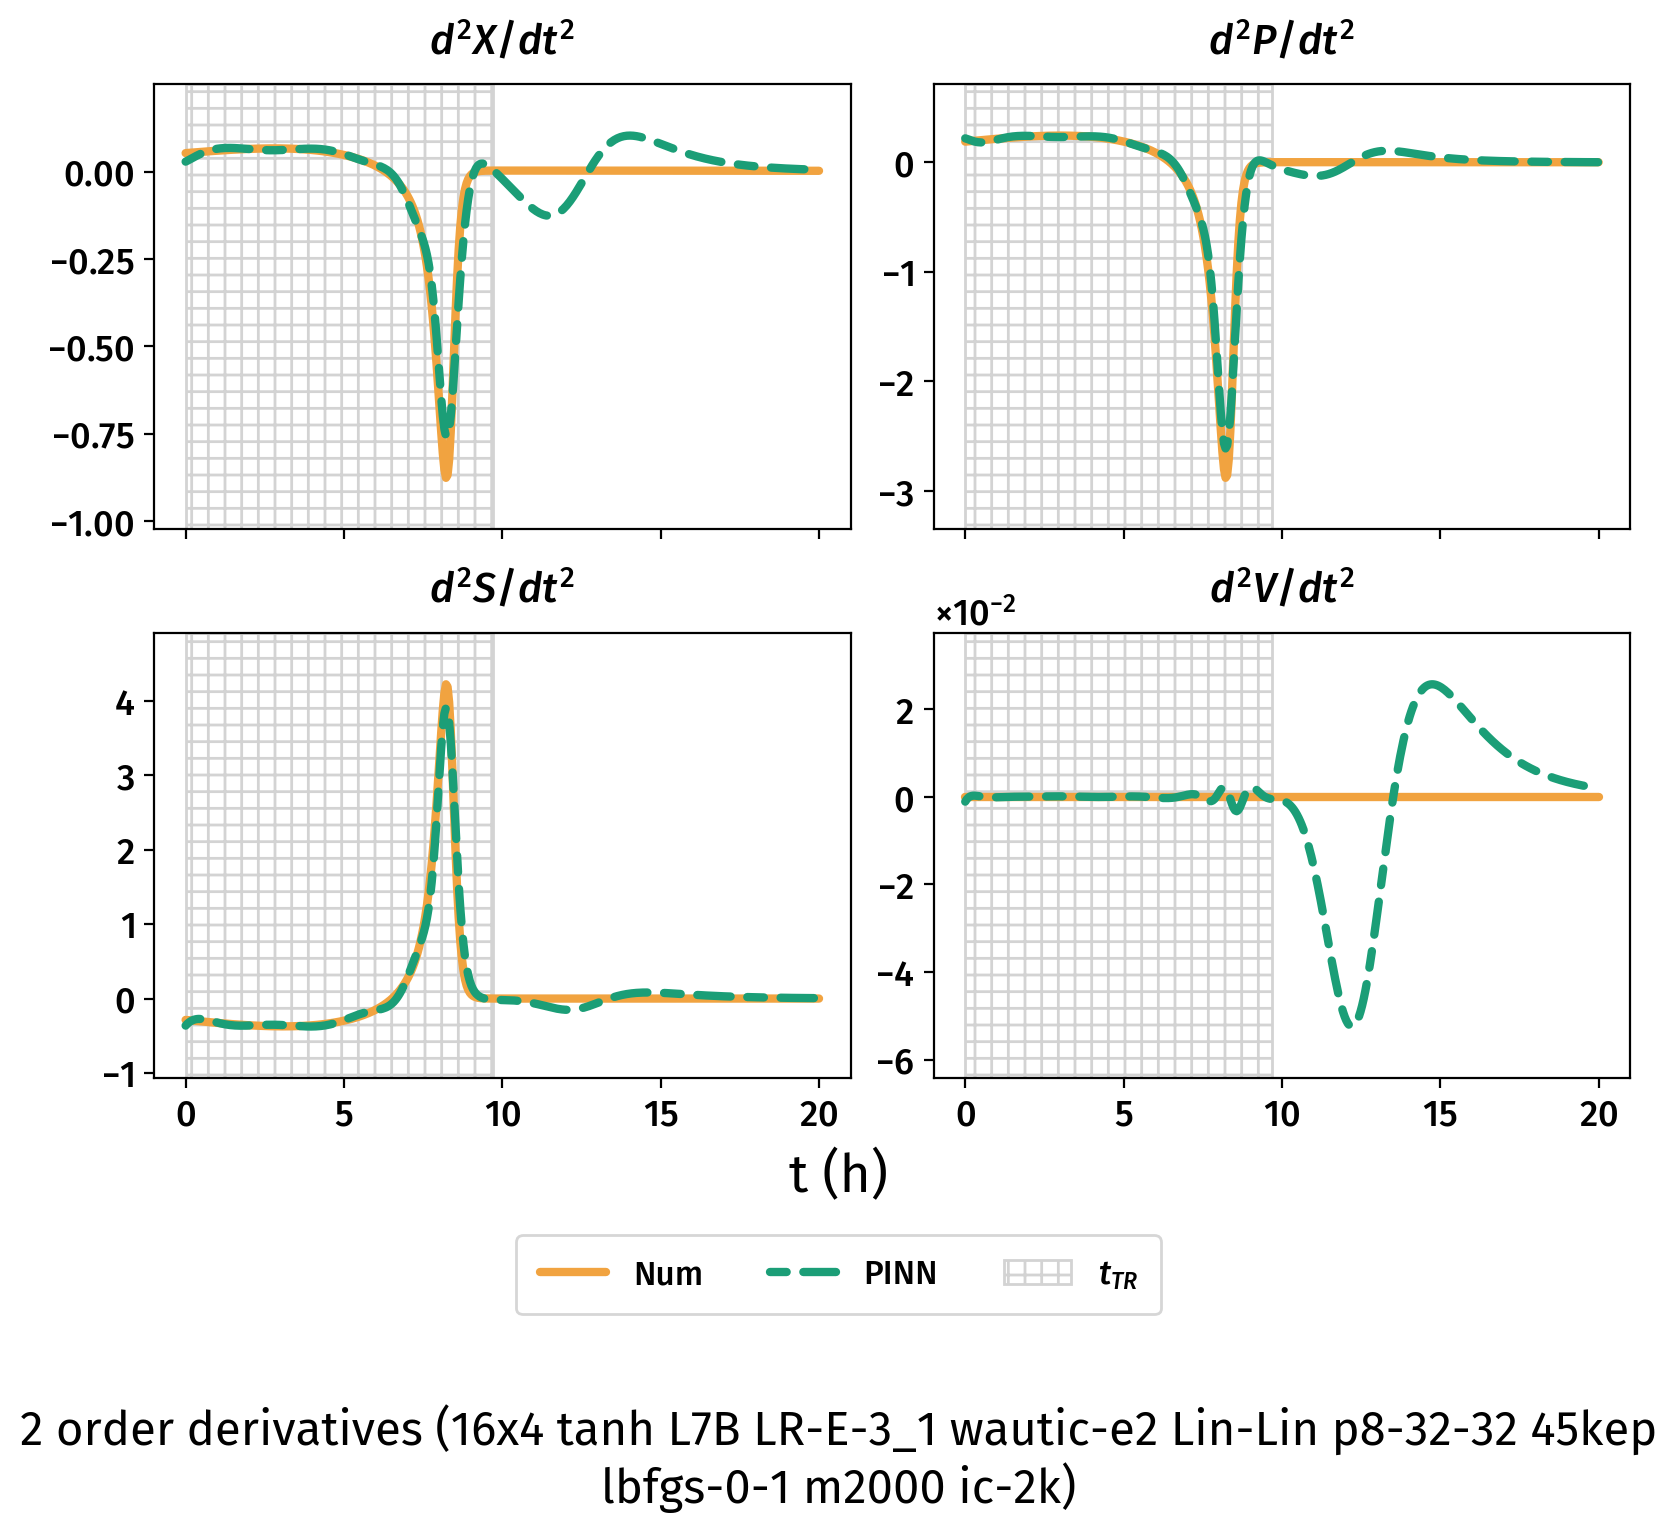 d²X/dt²
d²P/dt²
0.00
−0.25
−0.50
−0.75
−1.00
0
−1
−2
−3
d²S/dt²
d²V/dt²
×10⁻²
4
3
2
1
0
−1
2
0
−2
−4
−6
0 5 10 15 20
0 5 10 15 20
t (h)
Num PINN t_TR
2 order derivatives (16x4 tanh L7B LR-E-3_1 wautic-e2 Lin-Lin p8-32-32 45kep
lbfgs-0-1 m2000 ic-2k)